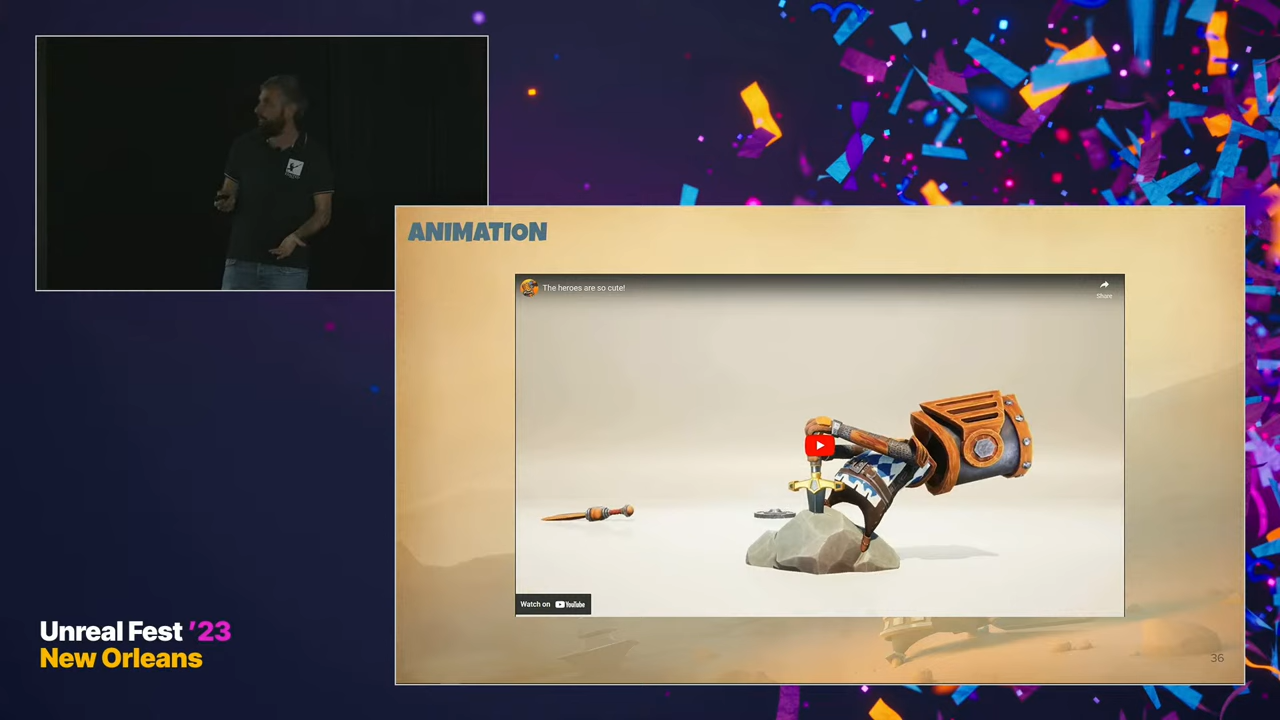 ANIMATION
The heroes are so cute!
Share
Watch on YouTube
36
Unreal Fest '23
New Orleans